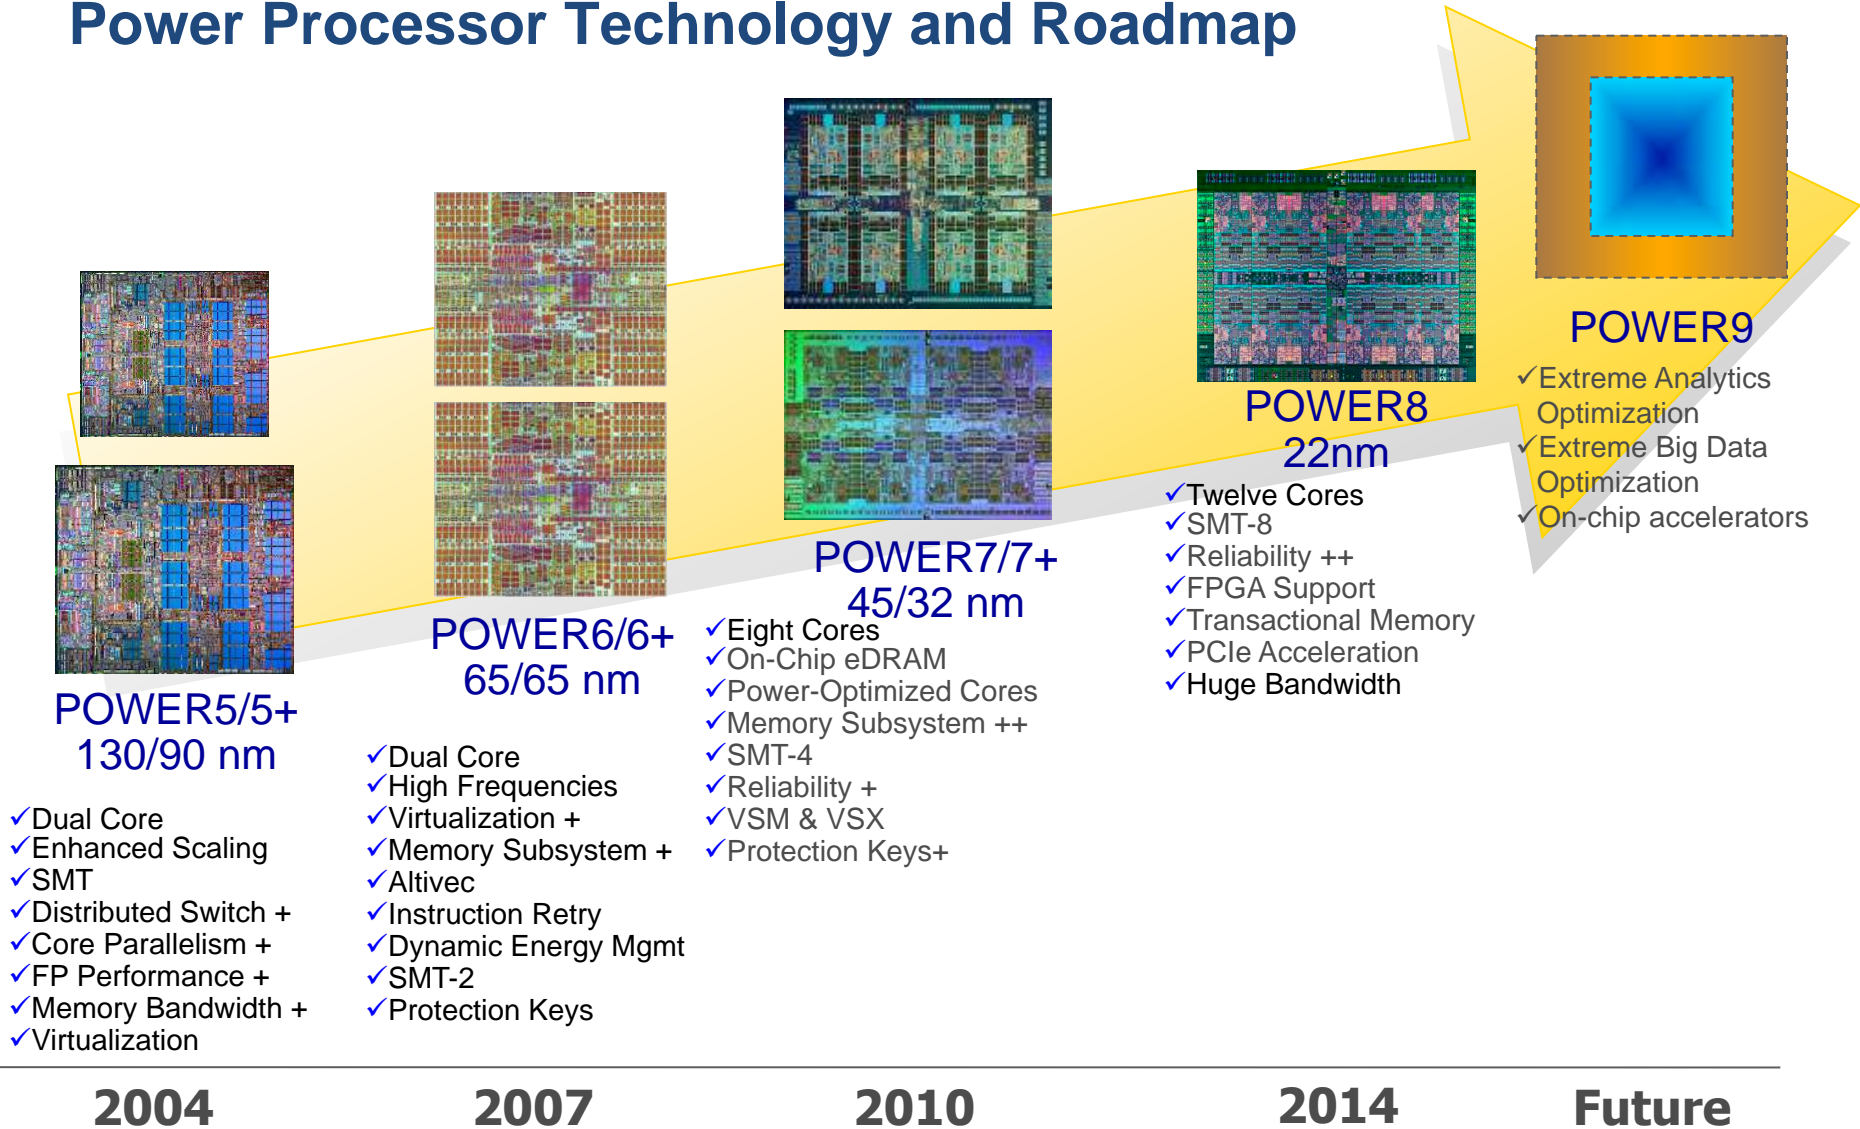 Power Processor Technology and Roadmap
POWER5/5+
130/90 nm
✓Dual Core
✓Enhanced Scaling
✓SMT
✓Distributed Switch +
✓Core Parallelism +
✓FP Performance +
✓Memory Bandwidth +
✓Virtualization
POWER6/6+
65/65 nm
✓Dual Core
✓High Frequencies
✓Virtualization +
✓Memory Subsystem +
✓Altivec
✓Instruction Retry
✓Dynamic Energy Mgmt
✓SMT-2
✓Protection Keys
POWER7/7+
45/32 nm
✓Eight Cores
✓On-Chip eDRAM
✓Power-Optimized Cores
✓Memory Subsystem ++
✓SMT-4
✓Reliability +
✓VSM & VSX
✓Protection Keys+
POWER8
22nm
✓Twelve Cores
✓SMT-8
✓Reliability ++
✓FPGA Support
✓Transactional Memory
✓PCIe Acceleration
✓Huge Bandwidth
POWER9
✓Extreme Analytics
Optimization
✓Extreme Big Data
Optimization
✓On-chip accelerators
2004
2007
2010
2014
Future